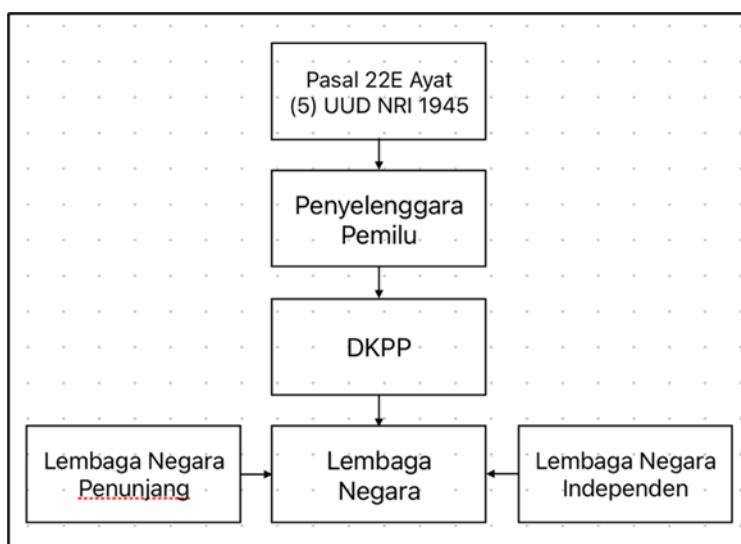 Pasal 22E Ayat
(5) UUD NRI 1945
Penyelenggara
Pemilu
DKPP
Lembaga Negara
Penunjang
Lembaga
Negara
Lembaga Negara
Independen